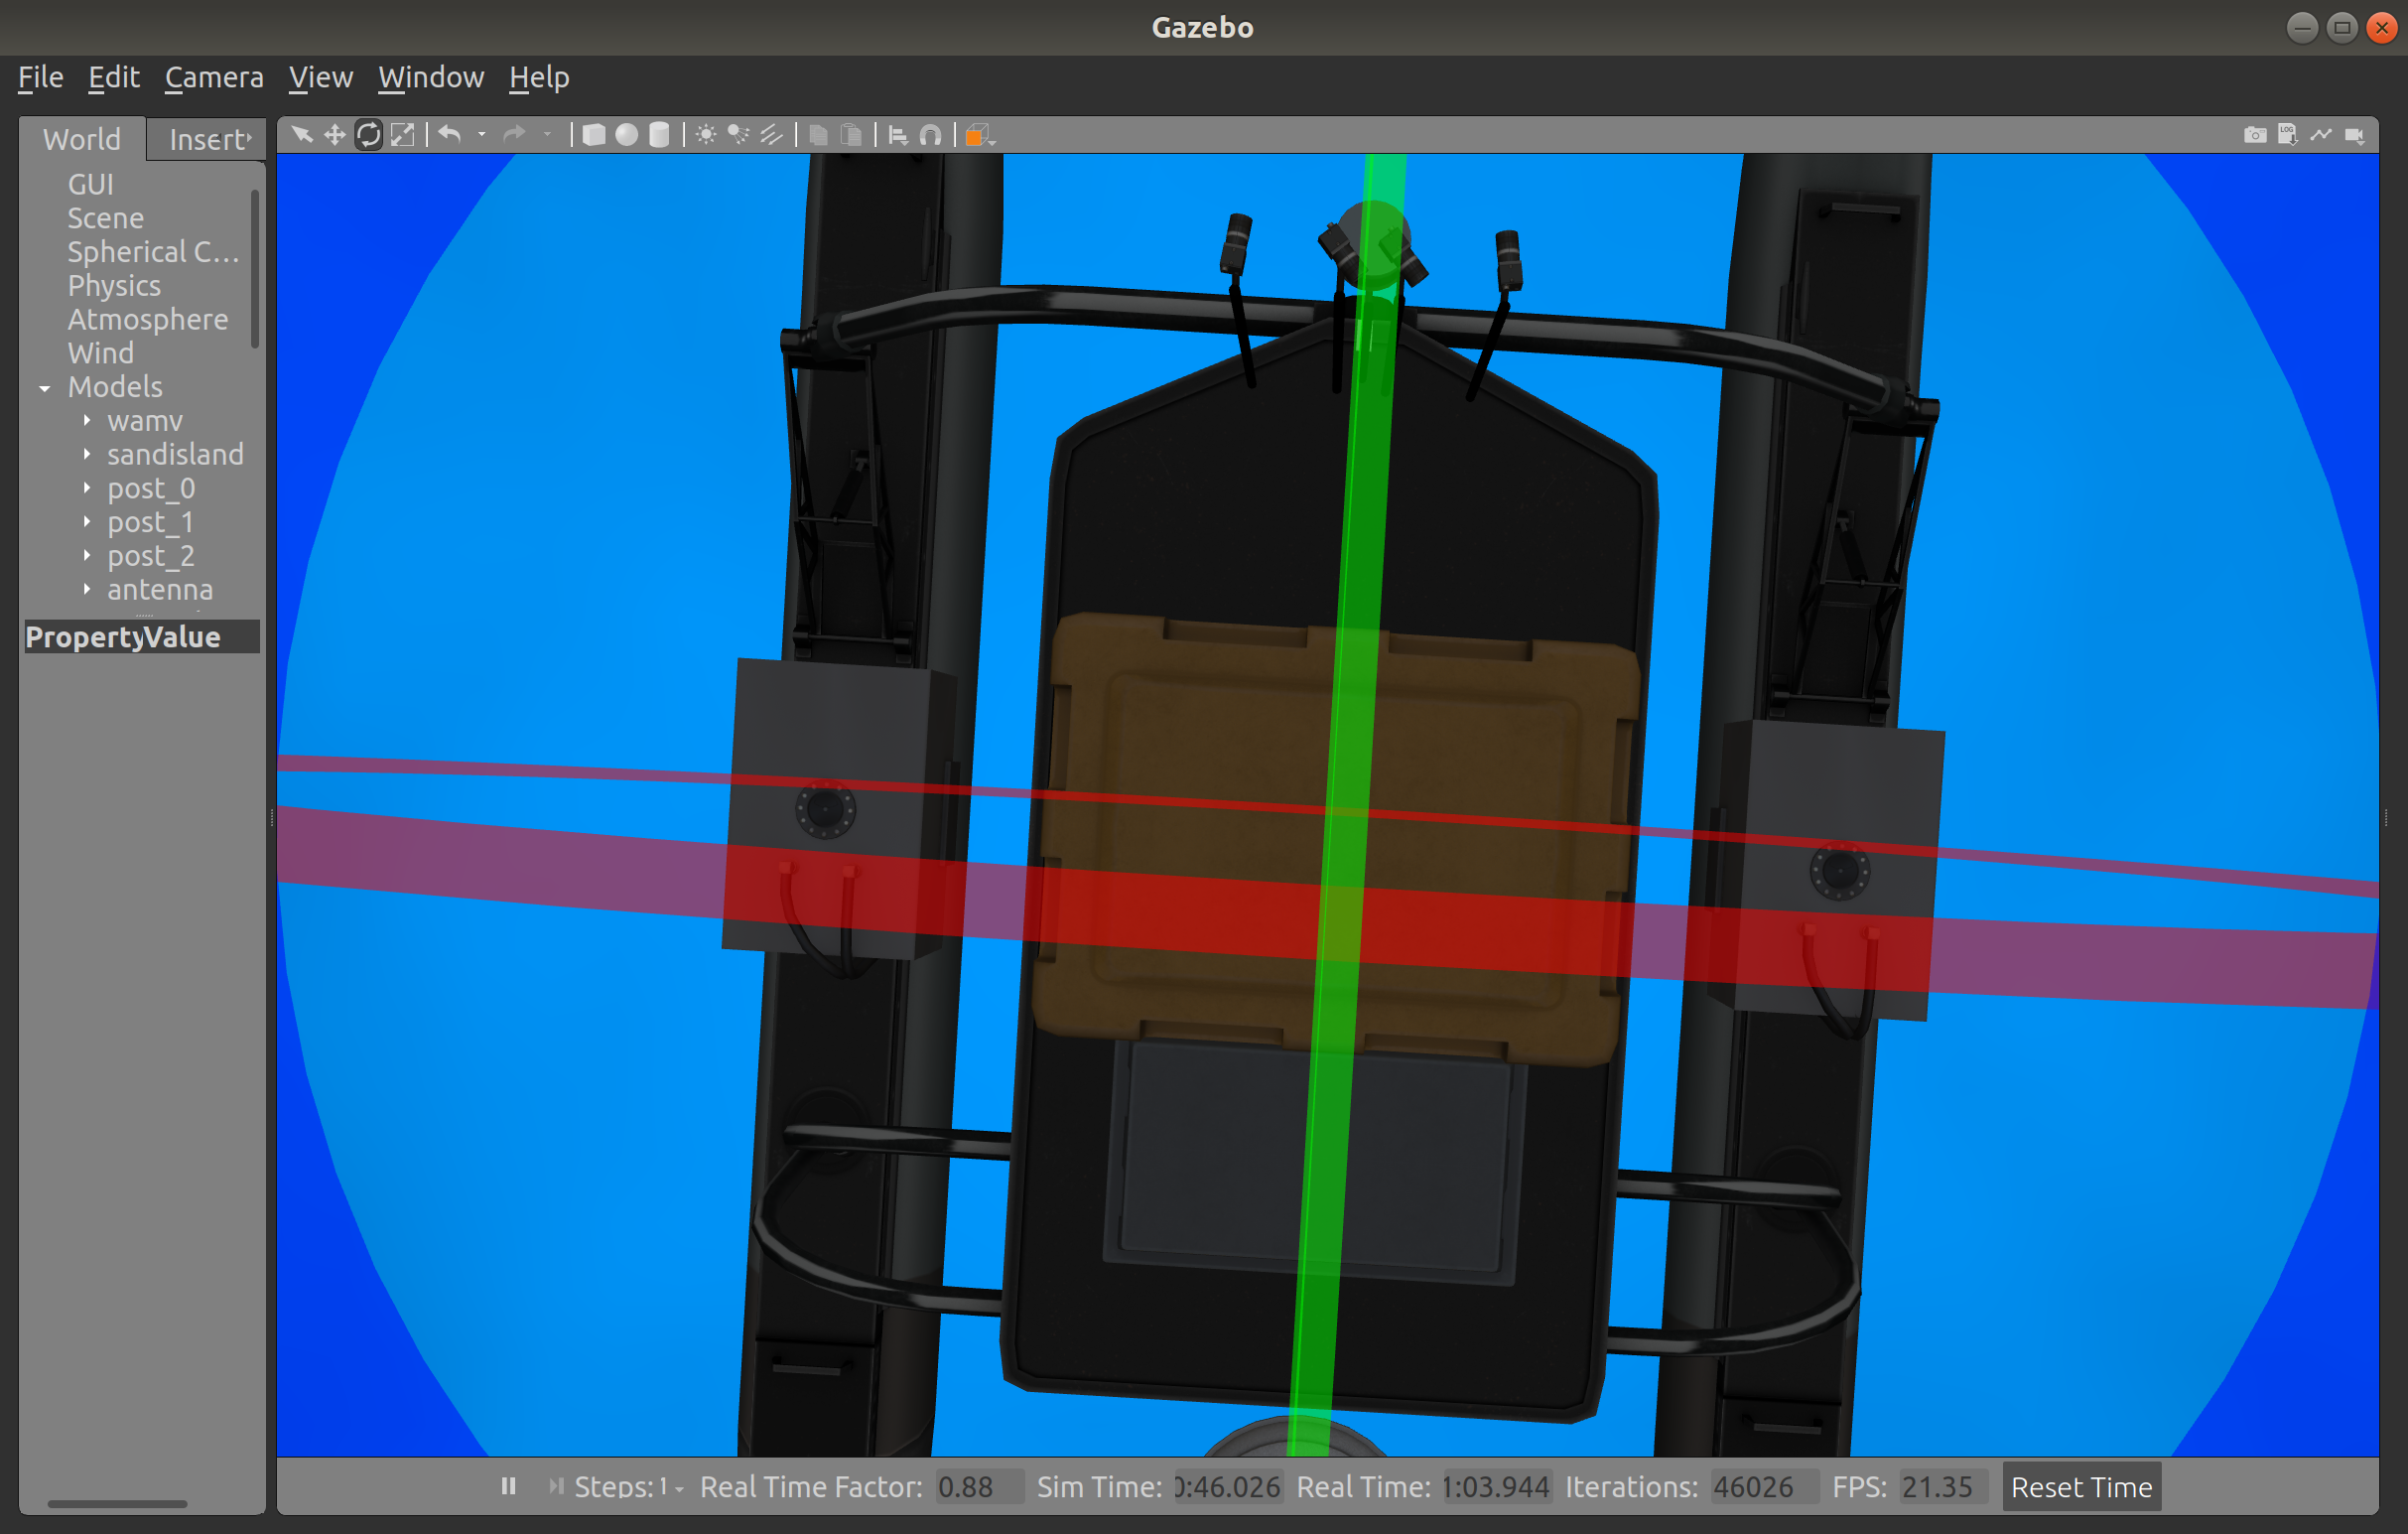 Gazebo
File Edit Camera View Window Help
World Insert
GUI
Scene
Spherical C...
Physics
Atmosphere
Wind
Models
wamv
sandisland
post_0
post_1
post_2
antenna
Property Value
LOG
Steps: 1 Real Time Factor: 0.88 Sim Time: 0:46.026 Real Time: 1:03.944 Iterations: 46026 FPS: 21.35 Reset Time